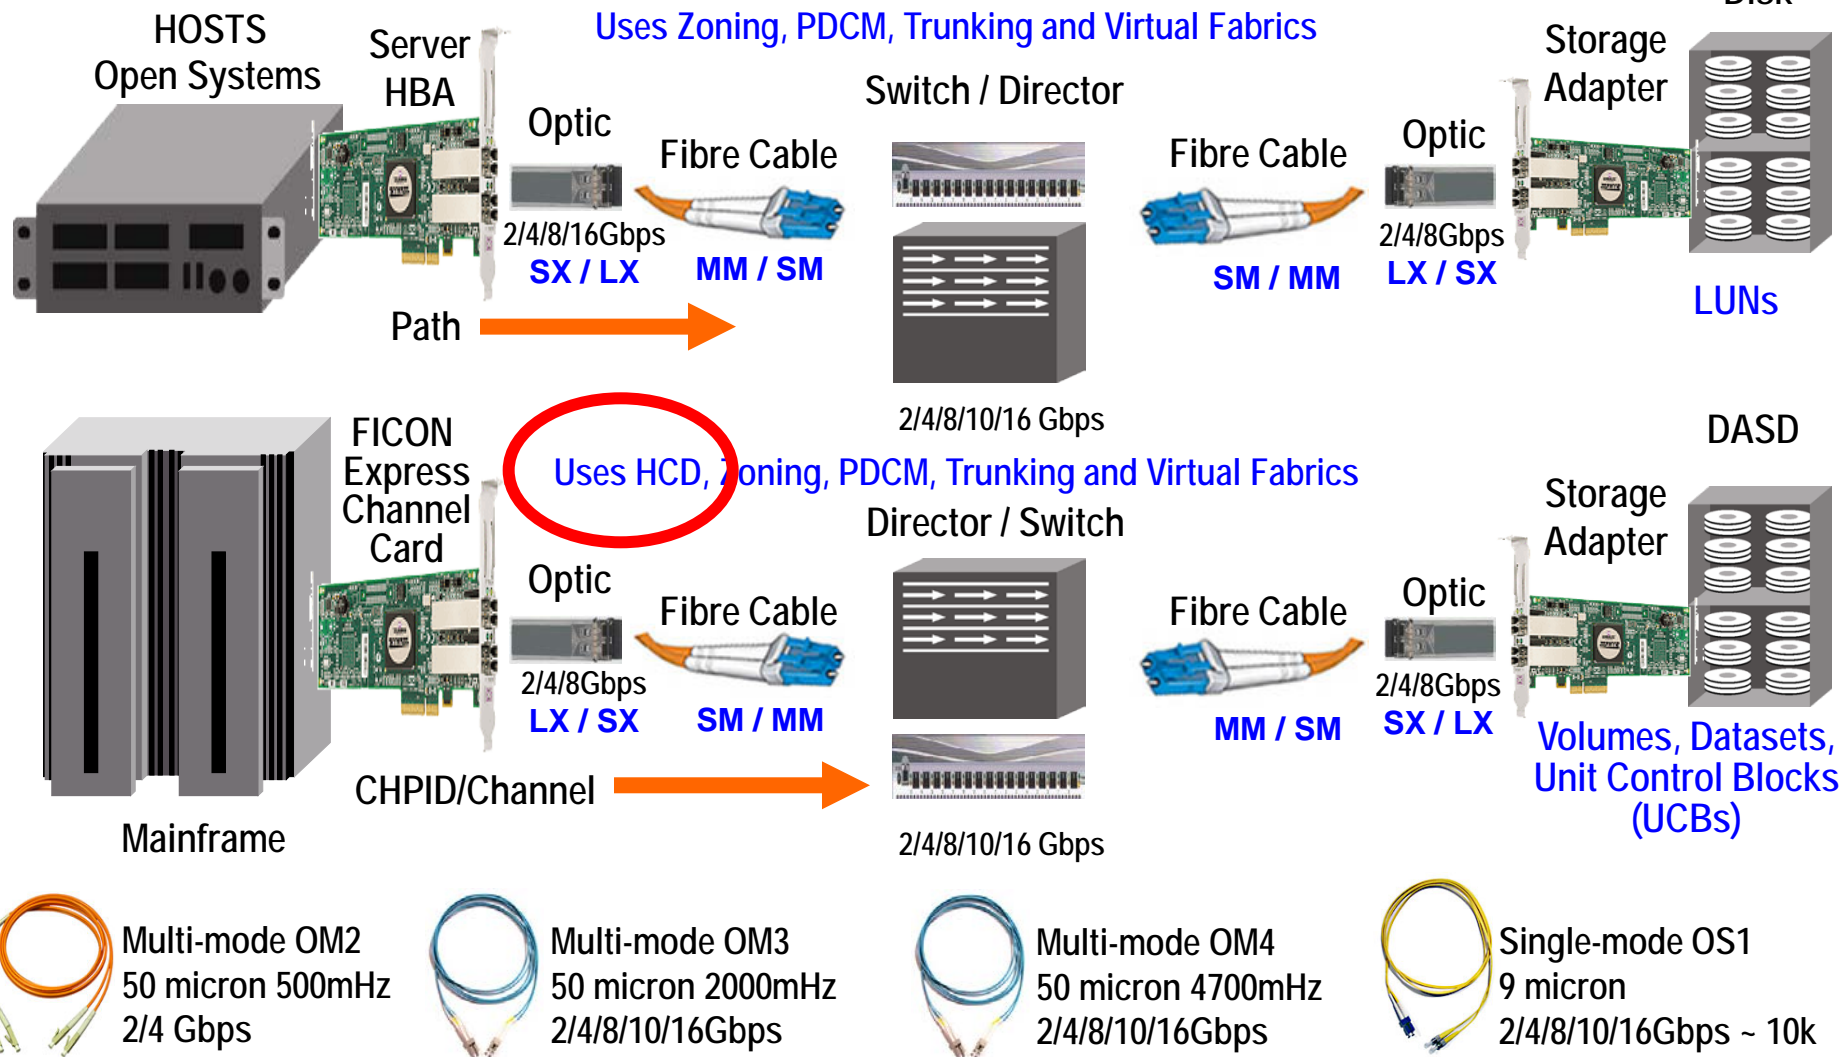 Disk
Uses Zoning, PDCM, Trunking and Virtual Fabrics
HOSTS
Open Systems
Server
HBA
Optic
2/4/8/16Gbps
SX / LX
Fibre Cable
MM / SM
Switch / Director
2/4/8/10/16 Gbps
Fibre Cable
SM / MM
Optic
2/4/8Gbps
LX / SX
Storage
Adapter
LUNs
Path
FICON
Express
Channel
Card
Uses HCD, Zoning, PDCM, Trunking and Virtual Fabrics
Director / Switch
Optic
2/4/8Gbps
LX / SX
Fibre Cable
SM / MM
Fibre Cable
MM / SM
Optic
2/4/8Gbps
SX / LX
Storage
Adapter
DASD
Volumes, Datasets,
Unit Control Blocks
(UCBs)
CHPID/Channel
2/4/8/10/16 Gbps
Mainframe
Multi-mode OM2
50 micron 500mHz
2/4 Gbps
Multi-mode OM3
50 micron 2000mHz
2/4/8/10/16Gbps
Multi-mode OM4
50 micron 4700mHz
2/4/8/10/16Gbps
Single-mode OS1
9 micron
2/4/8/10/16Gbps ~ 10k